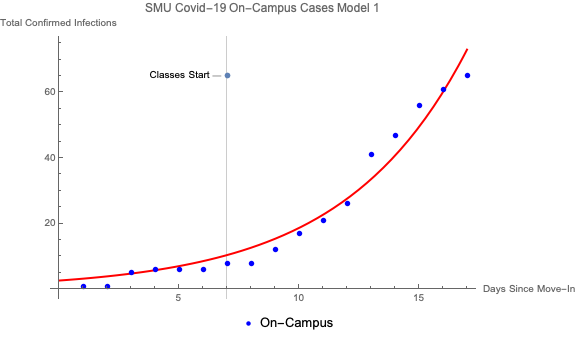 SMU Covid-19 On-Campus Cases Model 1
Total Confirmed Infections
Classes Start
60
40
20
5 10 15
Days Since Move-In
On-Campus